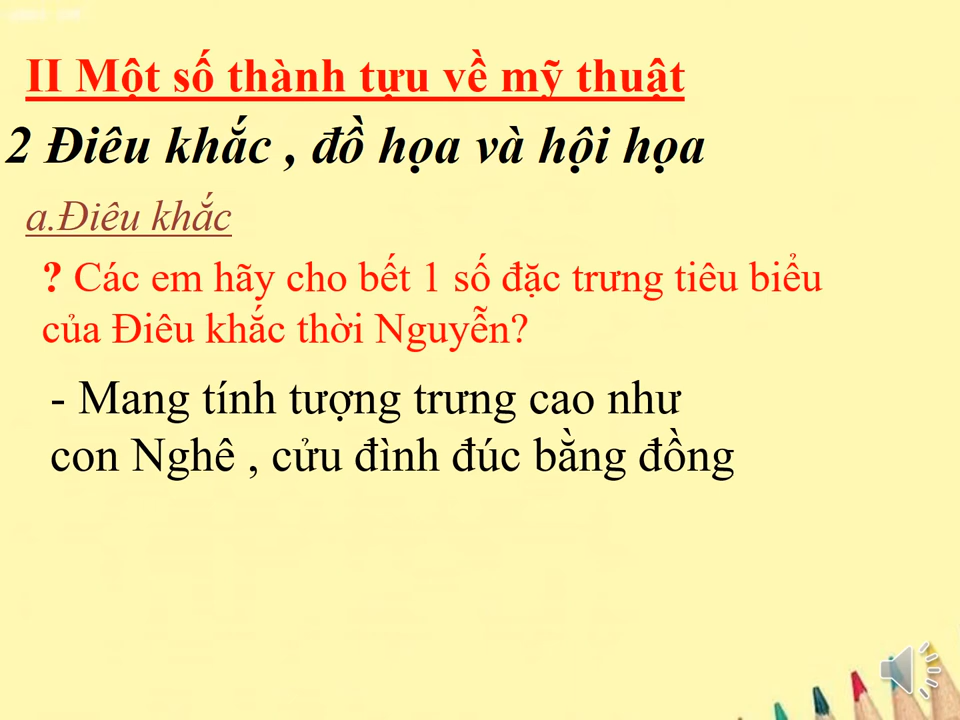 II Một số thành tựu về mỹ thuật
2 Điêu khắc , đồ họa và hội họa
a.Điêu khắc
? Các em hãy cho bết 1 số đặc trưng tiêu biểu
của Điêu khắc thời Nguyễn?
- Mang tính tượng trưng cao như
con Nghê , cửu đình đúc bằng đồng